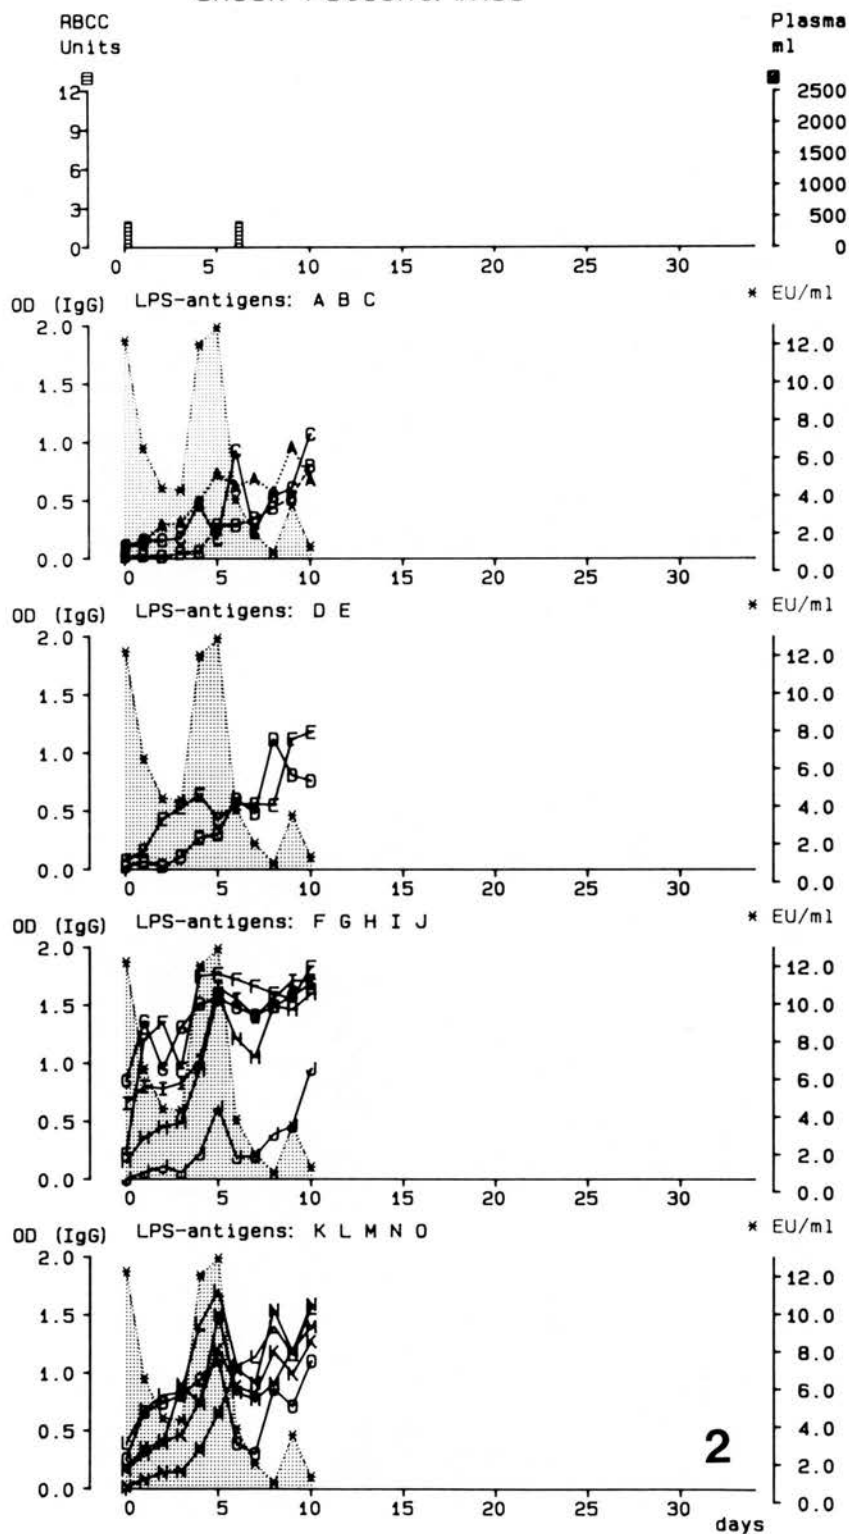 RBCC Plasma
Units ml
12 2500
9 2000
6 1500
3 1000
0 500
0
0 5 10 15 20 25 30
OD (IgG) LPS-antigens: A B C * EU/ml
2.0 12.0
1.5 10.0
1.0 8.0
0.5 6.0
0.0 4.0
2.0
0.0
0 5 10 15 20 25 30
OD (IgG) LPS-antigens: D E * EU/ml
2.0 12.0
1.5 10.0
1.0 8.0
0.5 6.0
0.0 4.0
2.0
0.0
0 5 10 15 20 25 30
OD (IgG) LPS-antigens: F G H I J * EU/ml
2.0 12.0
1.5 10.0
1.0 8.0
0.5 6.0
0.0 4.0
2.0
0.0
0 5 10 15 20 25 30
OD (IgG) LPS-antigens: K L M N O * EU/ml
2.0 12.0
1.5 10.0
1.0 8.0
0.5 6.0
0.0 4.0
2.0
0.0
2
0 5 10 15 20 25 30
days